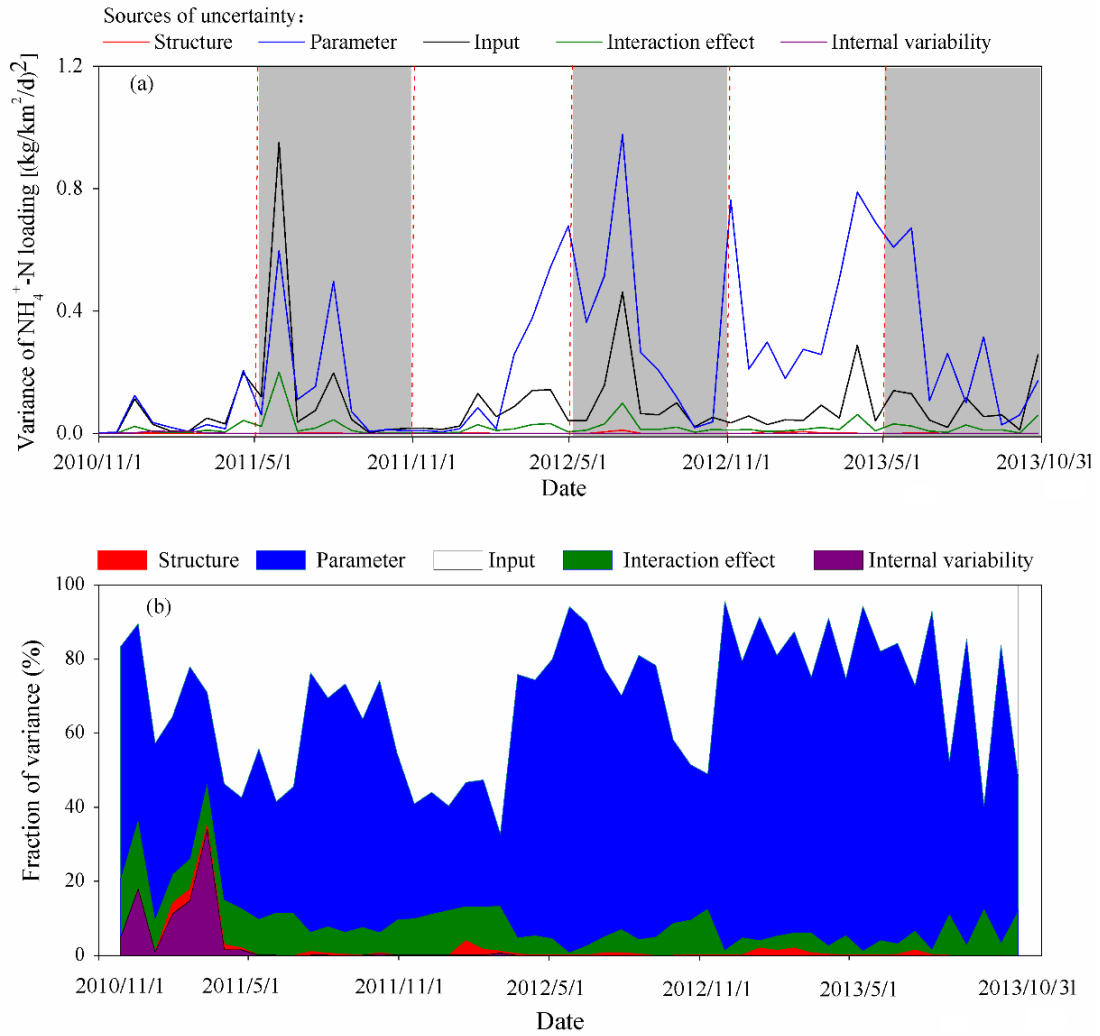 Sources of uncertainty:
Structure Parameter Input Interaction effect Internal variability
Variance of NH₄⁺-N loading [(kg/km²/d)²]
(a)
1.2
0.8
0.4
0.0
2010/11/1 2011/5/1 2011/11/1 2012/5/1 2012/11/1 2013/5/1 2013/10/31
Date
Structure Parameter Input Interaction effect Internal variability
Fraction of variance (%)
(b)
100
80
60
40
20
0
2010/11/1 2011/5/1 2011/11/1 2012/5/1 2012/11/1 2013/5/1 2013/10/31
Date